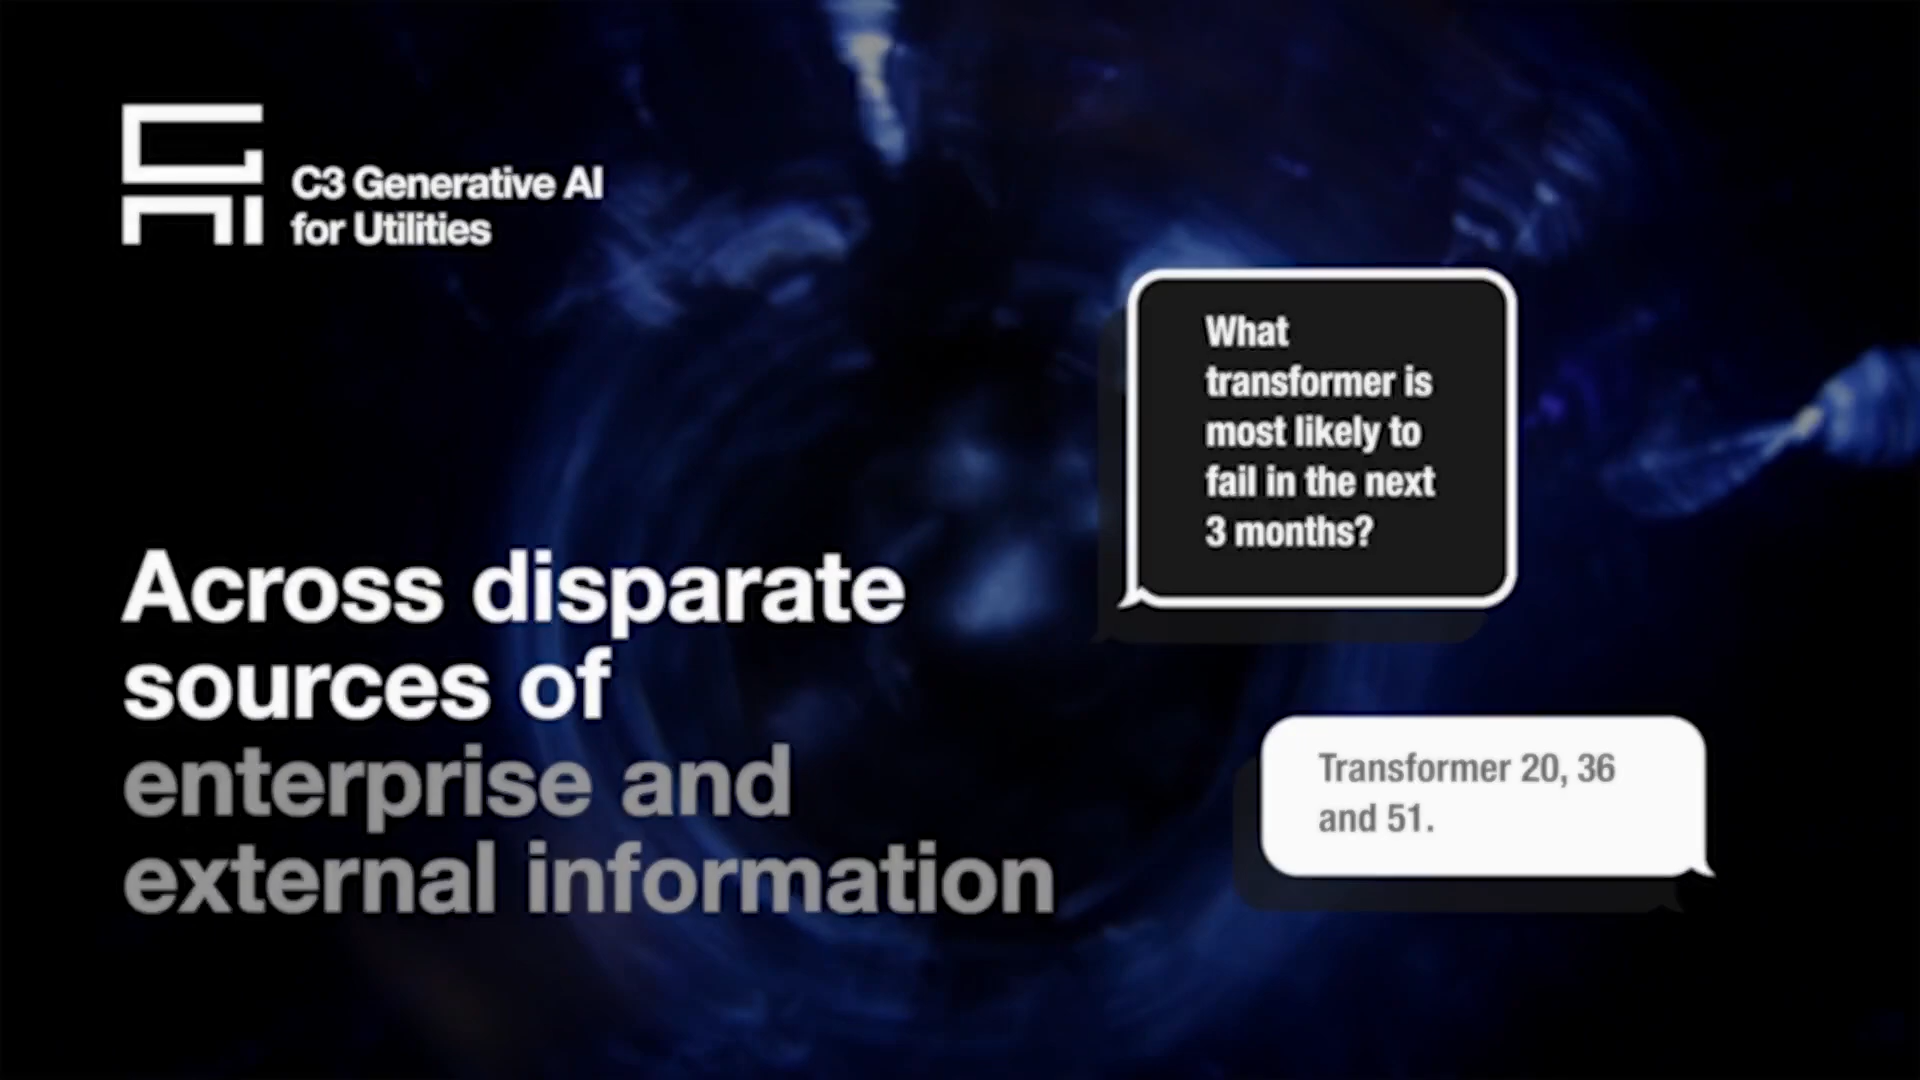 C3 Generative AI
for Utilities
Across disparate
sources of
enterprise and
external information
What
transformer is
most likely to
fail in the next
3 months?
Transformer 20, 36
and 51.